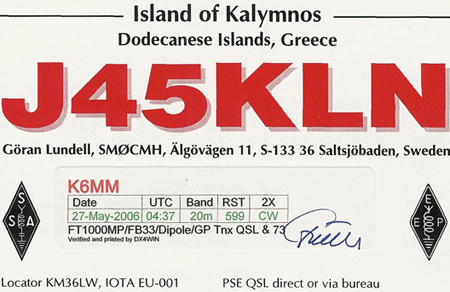 Island of Kalymnos
Dodecanese Islands, Greece
J45KLN
Göran Lundell, SMØCMH, Älgövägen 11, S-133 36 Saltsjöbaden, Sweden
K6MM
Date UTC Band RST 2X
27-May-2006 04:37 20m 599 CW
FT1000MP/FB33/Dipole/GP Tnx QSL & 73
Verified and printed by DX4WIN
S S A
E E P
Locator KM36LW, IOTA EU-001 PSE QSL direct or via bureau